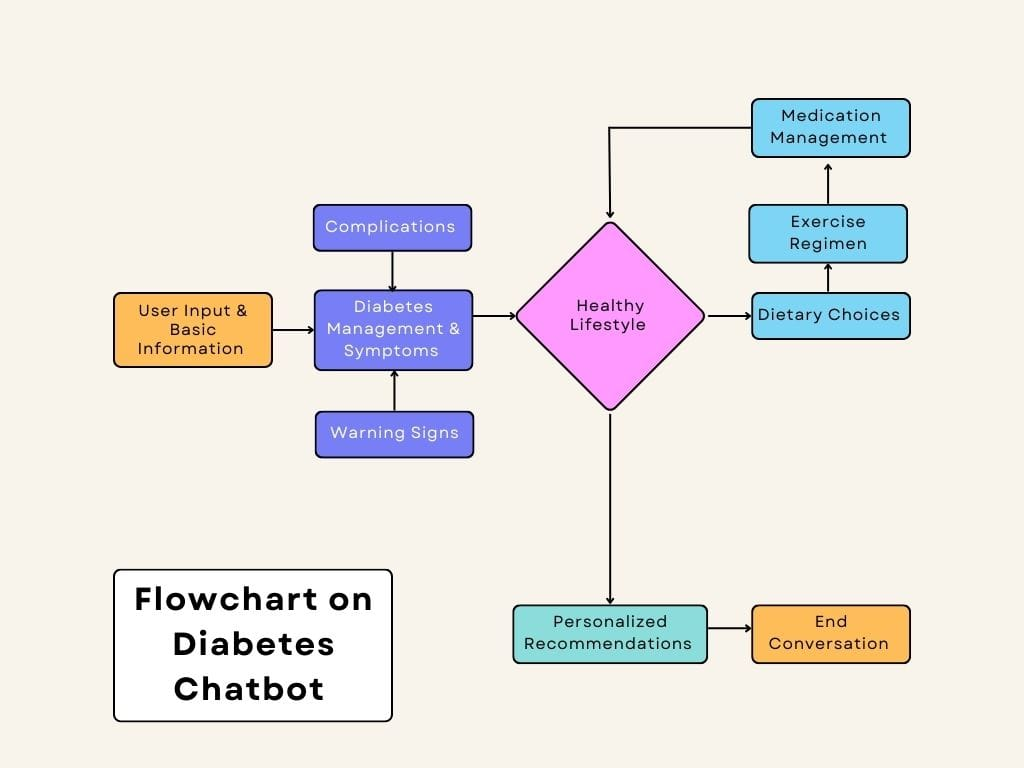 Medication
Management
Complications
Exercise
Regimen
User Input &
Basic
Information
Diabetes
Management &
Symptoms
Healthy
Lifestyle
Dietary Choices
Warning Signs
Flowchart on
Diabetes
Chatbot
Personalized
Recommendations
End
Conversation